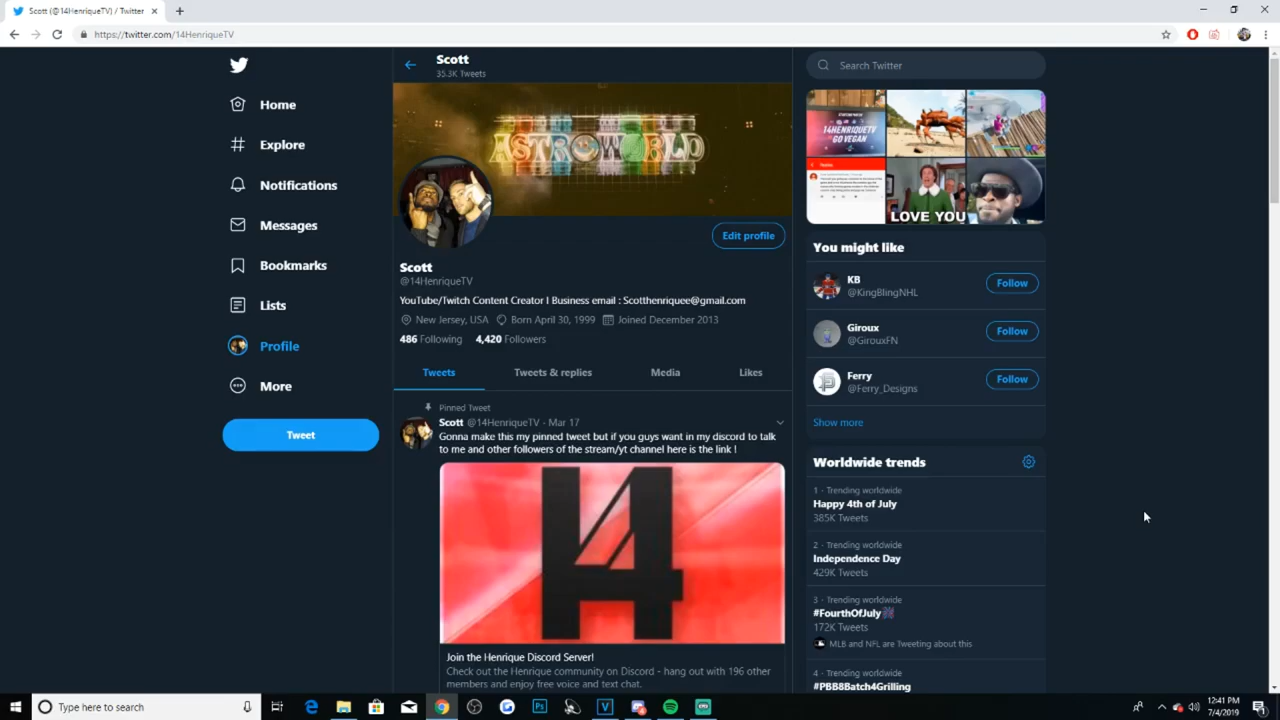 Scott (@14HenriqueTV) / Twitter
https://twitter.com/14HenriqueTV
Home
Explore
Notifications
Messages
Bookmarks
Lists
Profile
More
Tweet
Scott
35.3K Tweets
ASTROWORLD
Edit profile
Scott
@14HenriqueTV
YouTube/Twitch Content Creator I Business email : Scotthenriquee@gmail.com
New Jersey, USA Born April 30, 1999 Joined December 2013
486 Following 4,420 Followers
Tweets Tweets & replies Media Likes
Pinned Tweet
Scott @14HenriqueTV · Mar 17
Gonna make this my pinned tweet but if you guys want in my discord to talk
to me and other followers of the stream/yt channel here is the link !
14
Join the Henrique Discord Server!
Check out the Henrique community on Discord - hang out with 196 other
members and enjoy free voice and text chat.
Search Twitter
14HENRIQUETV
GO VEGAN
LOVE YOU
You might like
KB
@KingBlingNHL
Follow
Giroux
@GirouxFN
Follow
Ferry
@Ferry_Designs
Follow
Show more
Worldwide trends
1 · Trending worldwide
Happy 4th of July
385K Tweets
2 · Trending worldwide
Independence Day
429K Tweets
3 · Trending worldwide
#FourthOfJuly
172K Tweets
MLB and NFL are Tweeting about this
4 · Trending worldwide
#PBB8Batch4Grilling
Type here to search
12:41 PM
7/4/2019